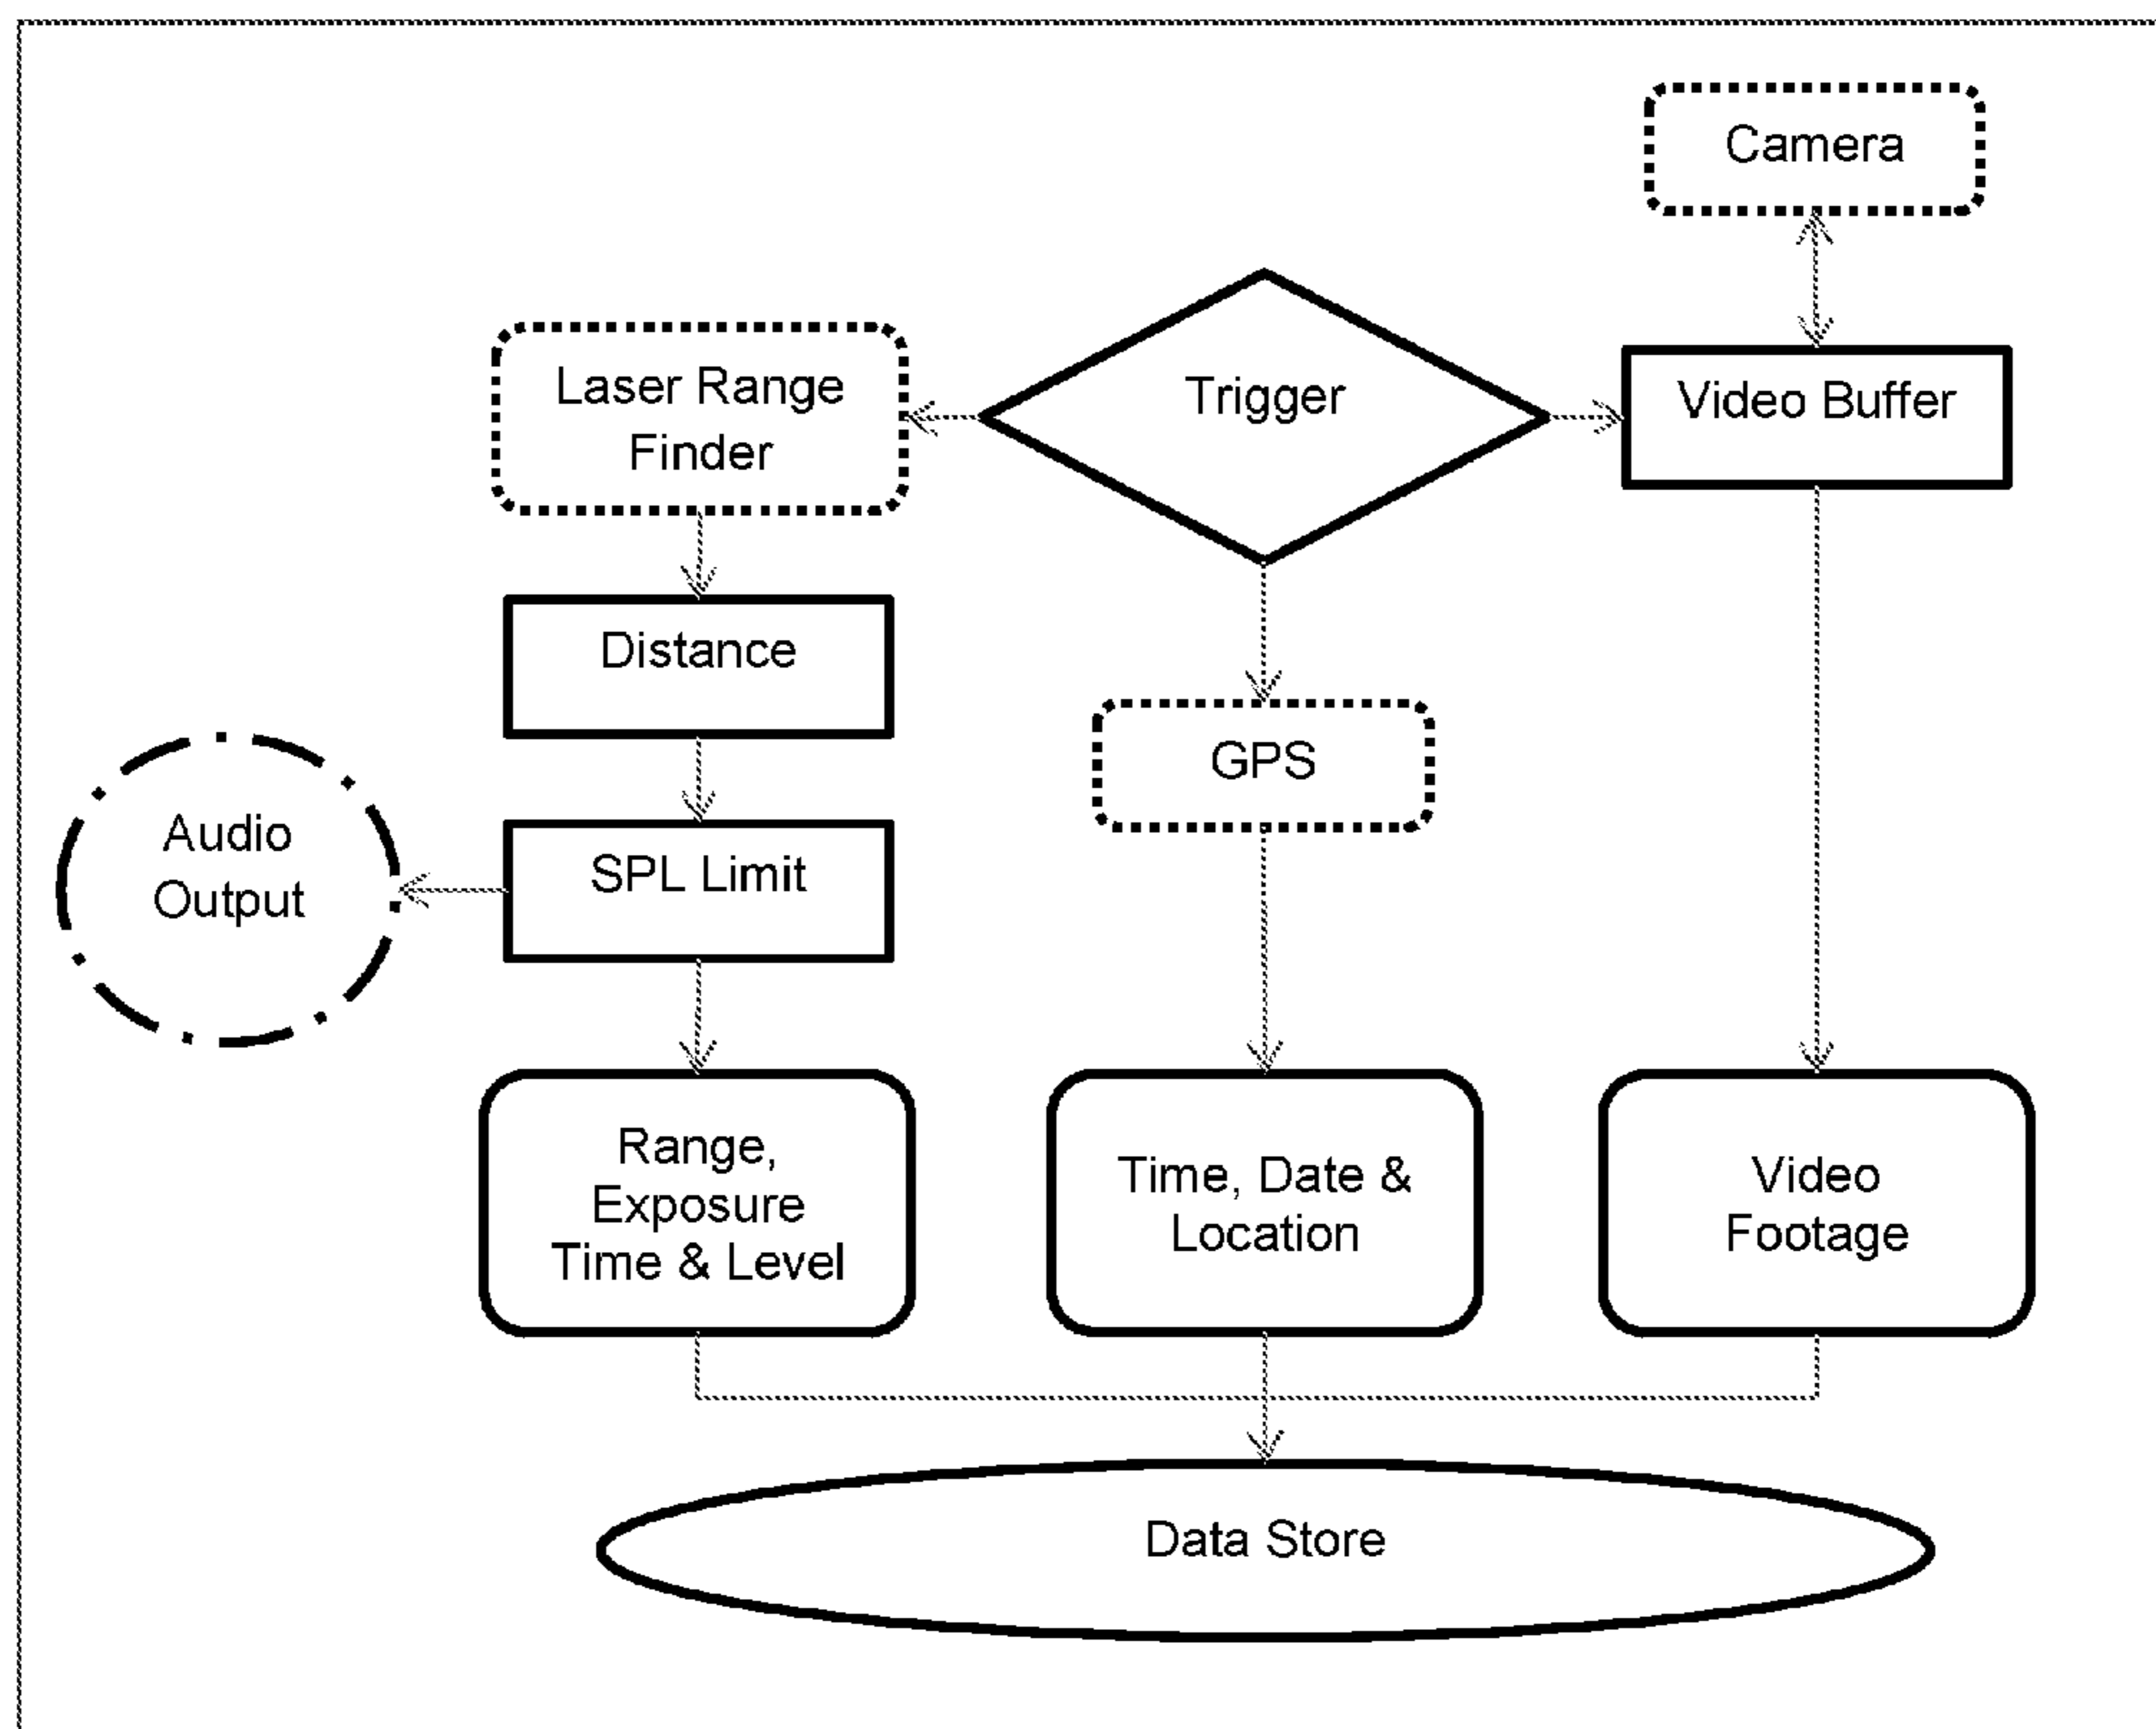 Camera
Laser Range
Finder
Trigger
Video Buffer
Distance
GPS
Audio
Output
SPL Limit
Range,
Exposure
Time & Level
Time, Date &
Location
Video
Footage
Data Store